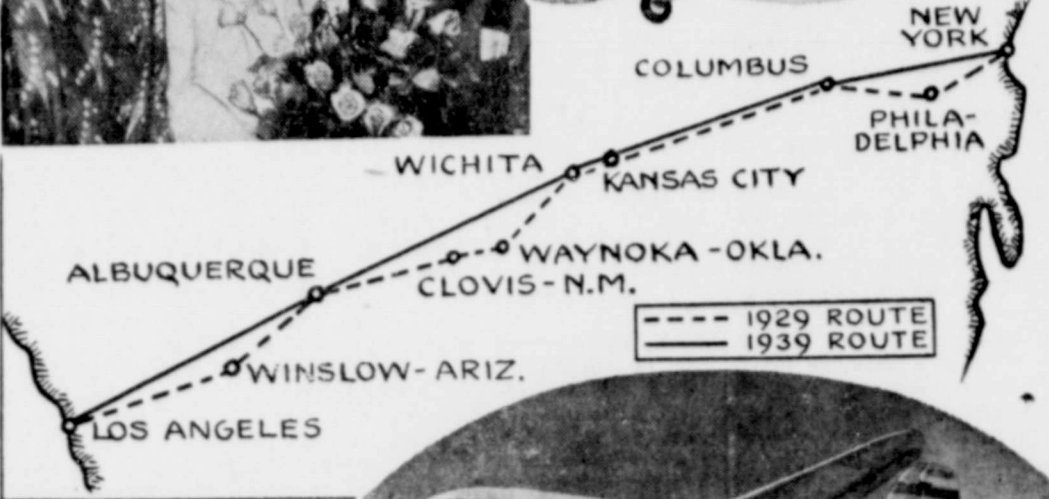 NEW
YORK
COLUMBUS
PHILA-
DELPHIA
WICHITA
KANSAS CITY
WAYNOKA - OKLA.
ALBUQUERQUE
CLOVIS - N.M.
1929 ROUTE
1939 ROUTE
WINSLOW - ARIZ.
LOS ANGELES